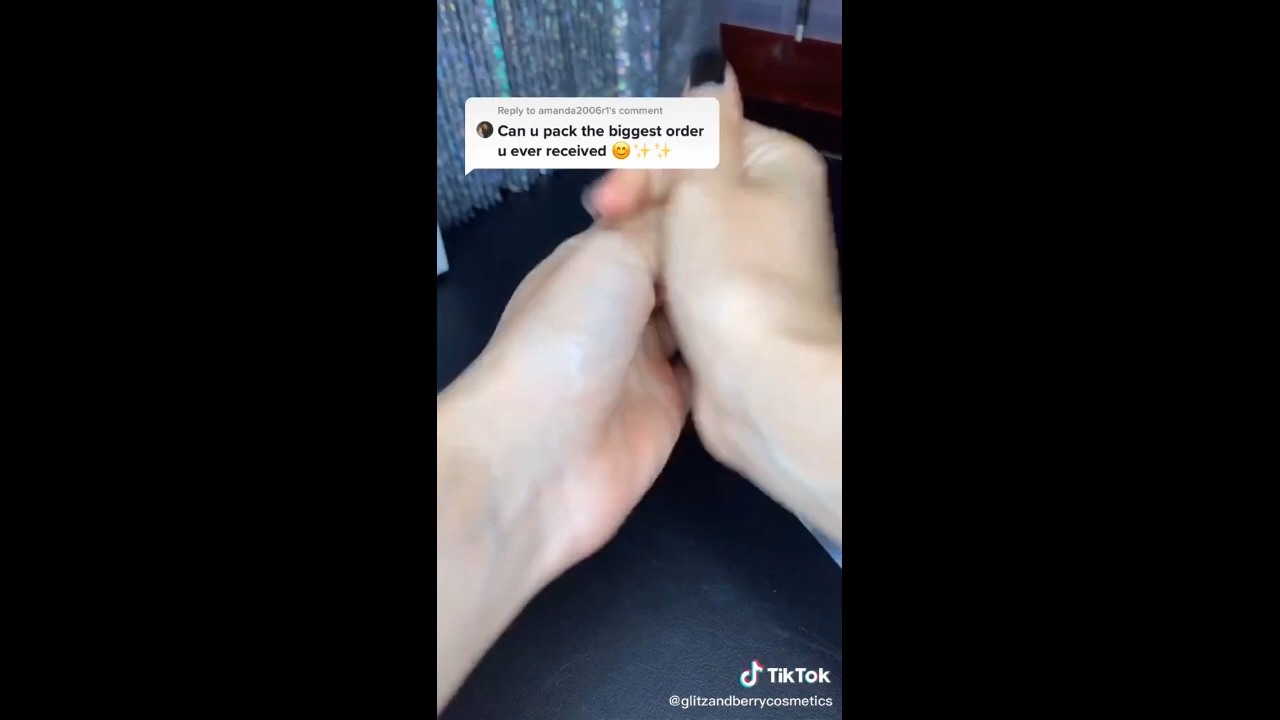 Reply to amanda2006r1's comment
Can u pack the biggest order
u ever received 😊✨✨
TikTok
@glitzandberrycosmetics